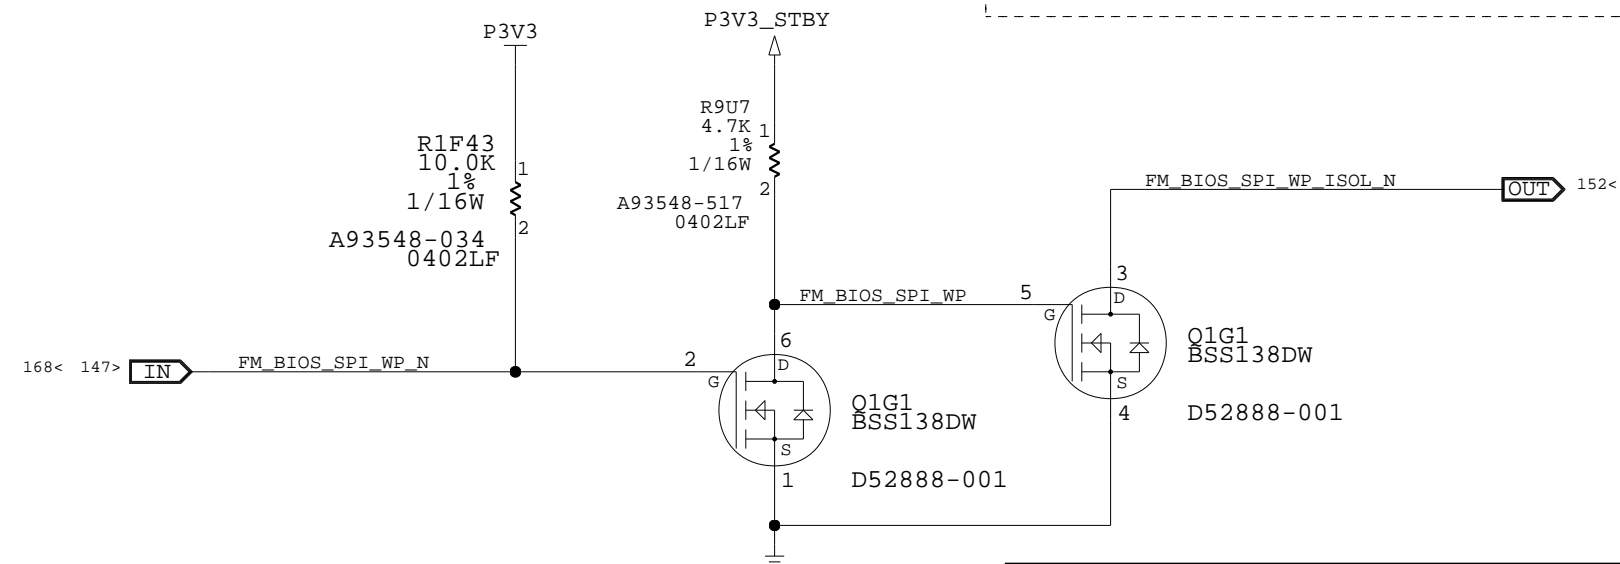 P3V3_STBY
P3V3
R9U7
4.7K
1
1%
1/16W
2
A93548-517
0402LF
R1F43
10.0K
1
1%
1/16W
2
A93548-034
0402LF
FM_BIOS_SPI_WP_ISOL_N
OUT
152<
FM_BIOS_SPI_WP
5
3
D
G
S
4
Q1G1
BSS138DW
D52888-001
168< 147>
IN
FM_BIOS_SPI_WP_N
2
6
D
G
S
1
Q1G1
BSS138DW
D52888-001